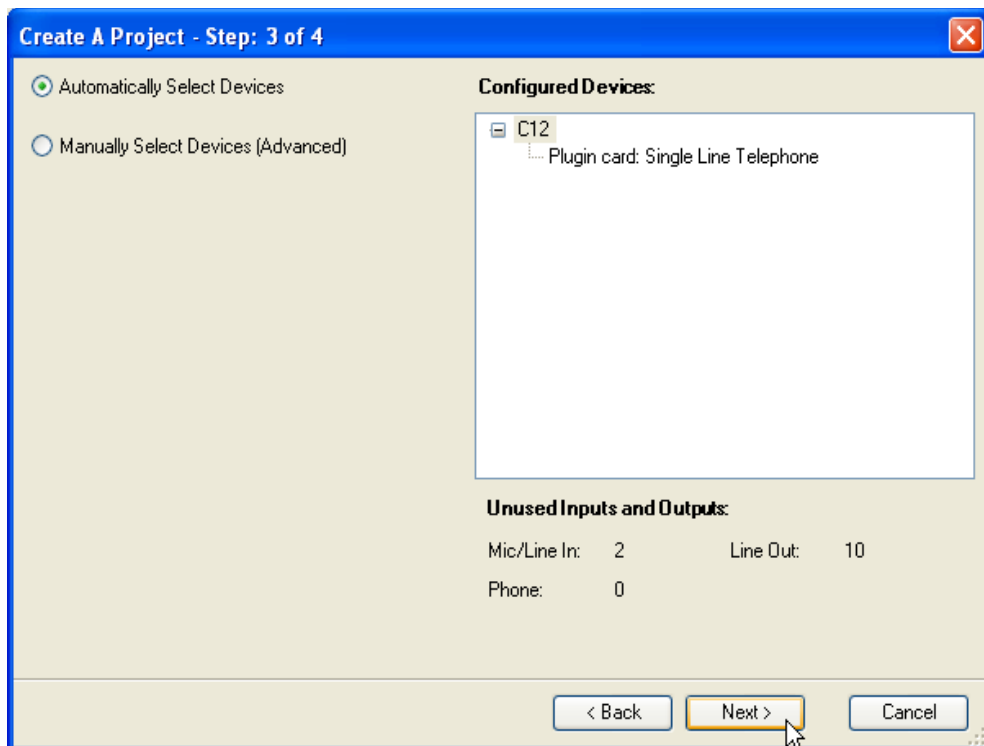 Create A Project - Step: 3 of 4
Automatically Select Devices
Manually Select Devices (Advanced)
Configured Devices:
C12
Plugin card: Single Line Telephone
Unused Inputs and Outputs:
Mic/Line In: 2 Line Out: 10
Phone: 0
< Back Next > Cancel